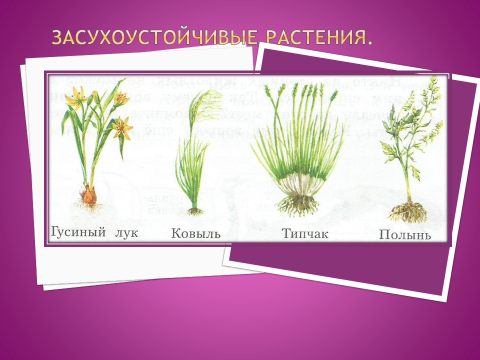 ЗАСУХОУСТОЙЧИВЫЕ РАСТЕНИЯ.
Гусиный лук Ковыль Типчак Полынь